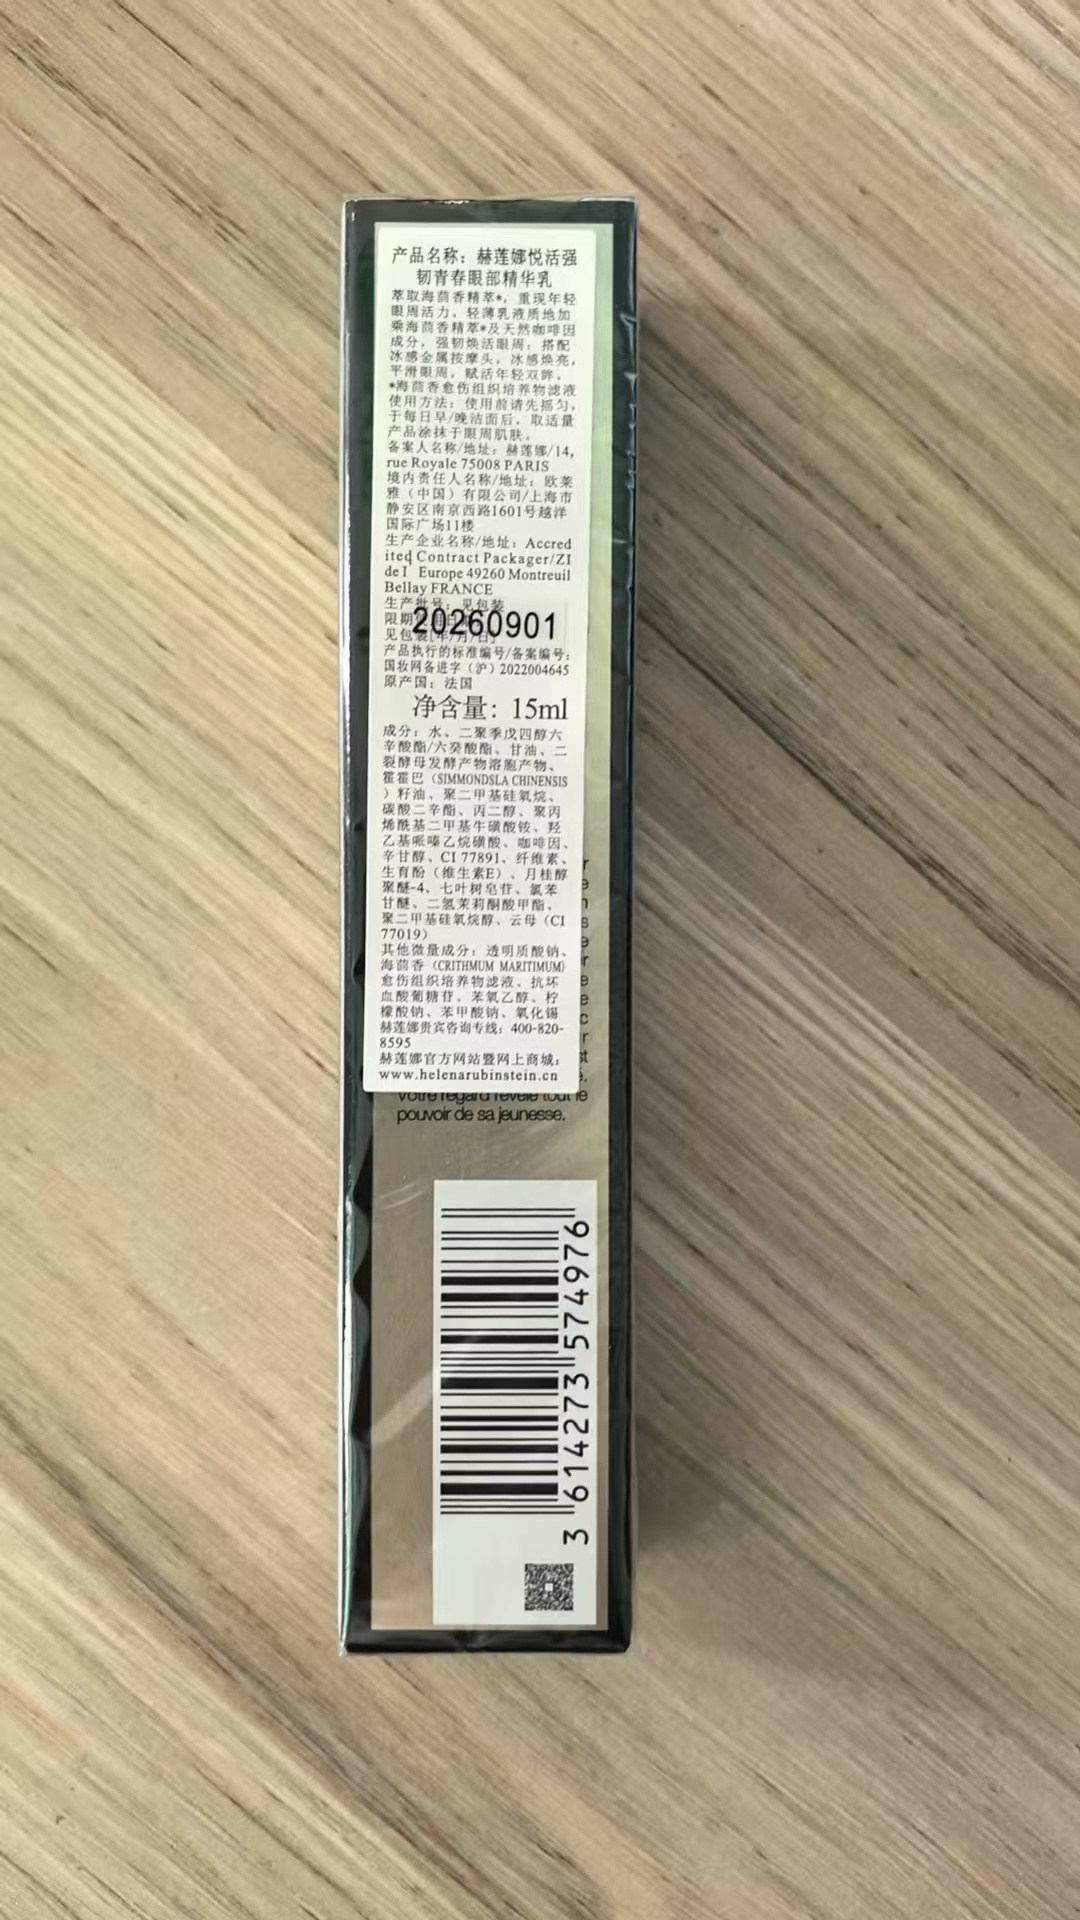 产品名称：赫莲娜悦活强
韧青春眼部精华乳
萃取海茴香精萃*，重现年轻
眼周活力。轻薄乳液质地加
乘海茴香精萃*及天然咖啡因
成分，强韧焕活眼周；搭配
冰感金属按摩头，冰感焕亮，
平滑眼周，赋活年轻双眸。
*海茴香愈伤组织培养物滤液
使用方法：使用前请先摇匀，
于每日早/晚洁面后，取适量
产品涂抹于眼周肌肤。
备案人名称/地址：赫莲娜/14,
rue Royale 75008 PARIS
境内责任人名称/地址：欧莱
雅（中国）有限公司/上海市
静安区南京西路1601号越洋
国际广场11楼
生产企业名称/地址：Accred
ited Contract Packager/ZI
de I Europe 49260 Montreuil
Bellay FRANCE
生产批号：见包装
限期使用日期
20260901
见包装[年/月/日]
产品执行的标准编号/备案编号：
国妆网备进字（沪）2022004645
原产国：法国
净含量：15ml
成分：水、二聚季戊四醇六
辛酸酯/六癸酸酯、甘油、二
裂酵母发酵产物溶胞产物、
霍霍巴（SIMMONDSLA CHINENSIS
）籽油、聚二甲基硅氧烷、
碳酸二辛酯、丙二醇、聚丙
烯酰基二甲基牛磺酸铵、羟
乙基哌嗪乙烷磺酸、咖啡因、
辛甘醇、CI 77891、纤维素、
生育酚（维生素E）、月桂醇
聚醚-4、七叶树皂苷、氯苯
甘醚、二氢茉莉酮酸甲酯、
聚二甲基硅氧烷醇、云母（CI
77019）
其他微量成分：透明质酸钠、
海茴香（CRITHMUM MARITIMUM）
愈伤组织培养物滤液、抗坏
血酸葡糖苷、苯氧乙醇、柠
檬酸钠、苯甲酸钠、氧化锡
赫莲娜贵宾咨询专线：400-820-
8595
赫莲娜官方网站暨网上商城：
www.helenarubinstein.cn
Votre regard révèle tout le
pouvoir de sa jeunesse.
3 614273 574976